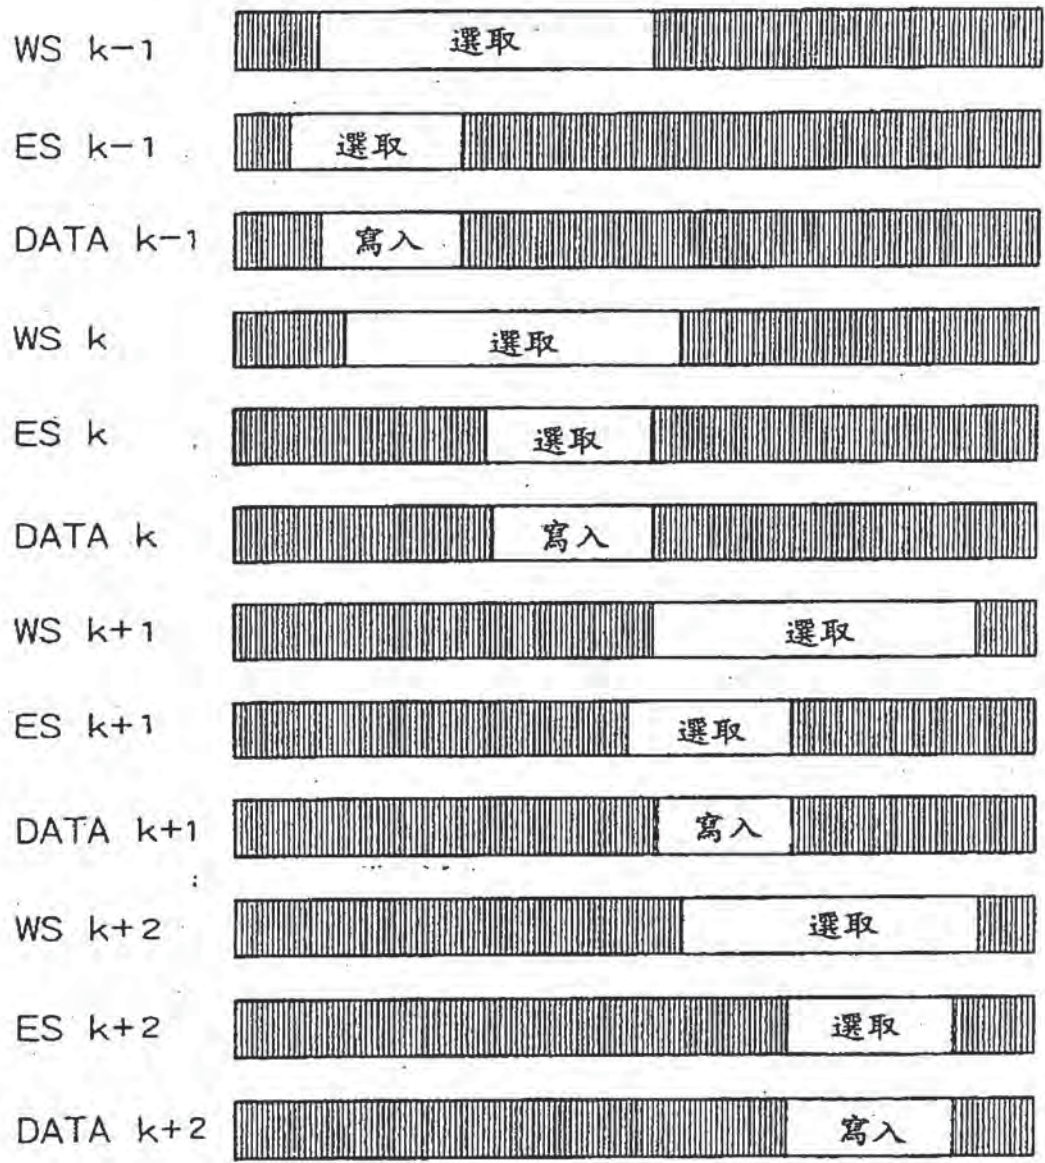 WS k-1 選取
ES k-1 選取
DATA k-1 寫入
WS k 選取
ES k 選取
DATA k 寫入
WS k+1 選取
ES k+1 選取
DATA k+1 寫入
WS k+2 選取
ES k+2 選取
DATA k+2 寫入